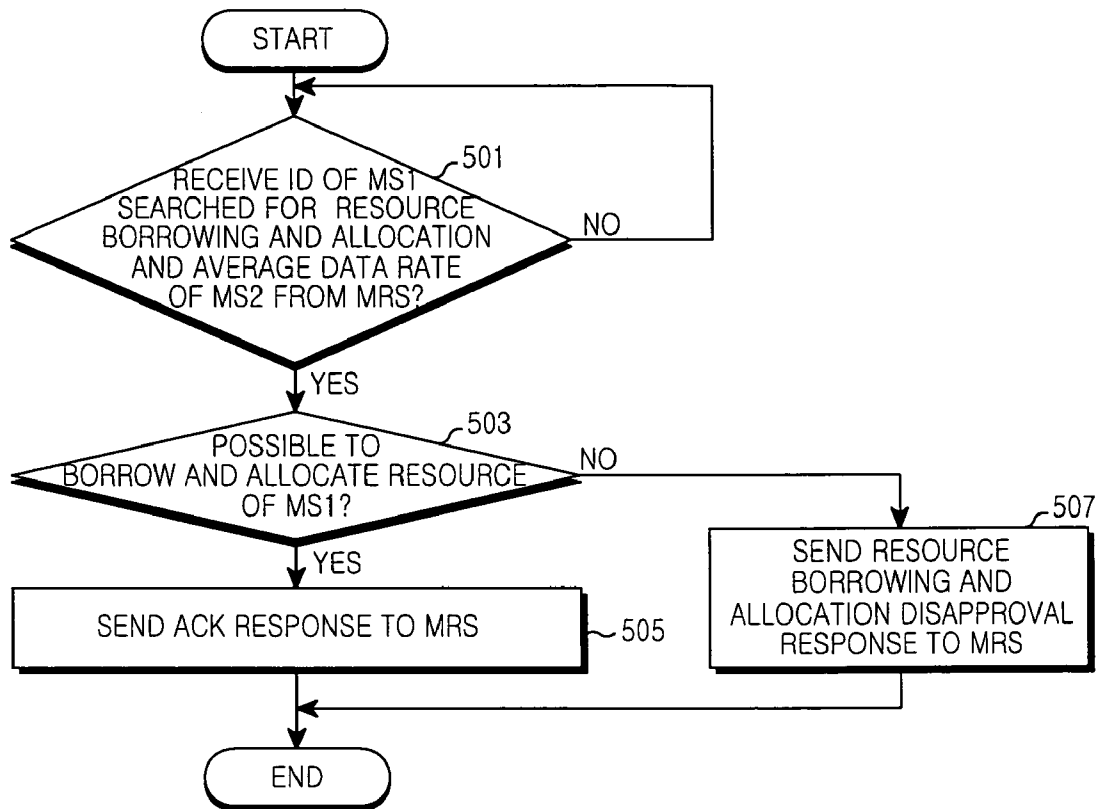 START
501
RECEIVE ID OF MS1
SEARCHED FOR RESOURCE
BORROWING AND ALLOCATION
AND AVERAGE DATA RATE
OF MS2 FROM MRS?
NO
YES
503
POSSIBLE TO
BORROW AND ALLOCATE RESOURCE
OF MS1?
NO
YES
507
SEND RESOURCE
BORROWING AND
ALLOCATION DISAPPROVAL
RESPONSE TO MRS
SEND ACK RESPONSE TO MRS
505
END